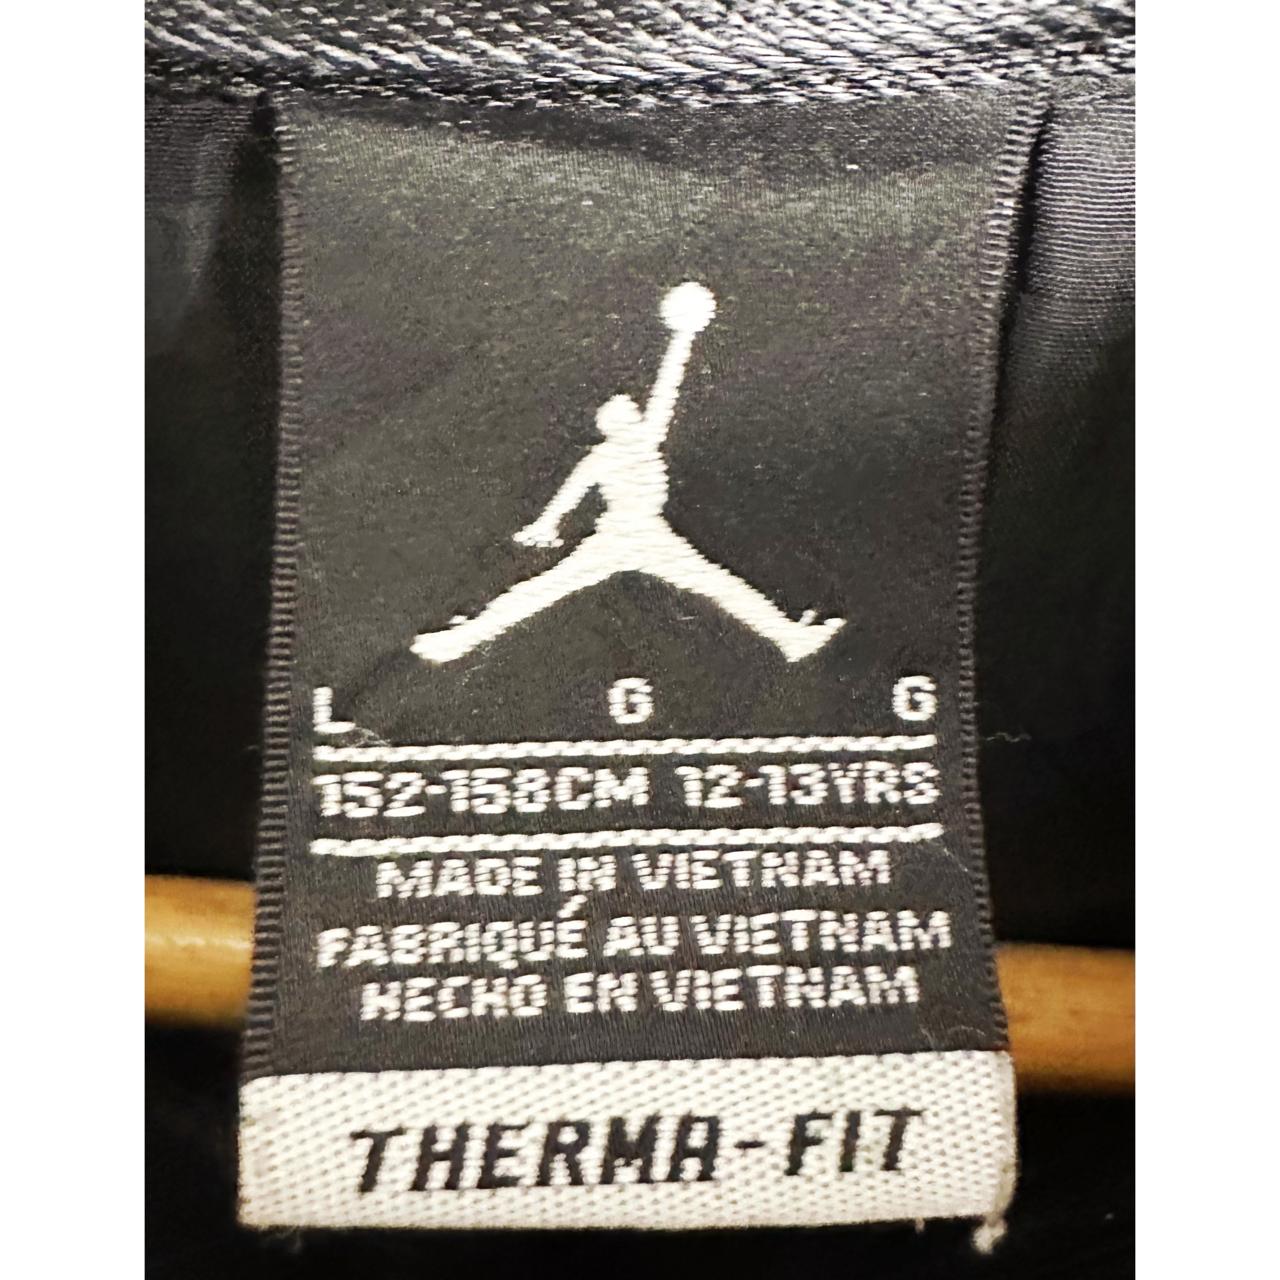 L G G
152-158CM 12-13YRS
MADE IN VIETNAM
FABRIQUÉ AU VIETNAM
HECHO EN VIETNAM
THERMA-FIT